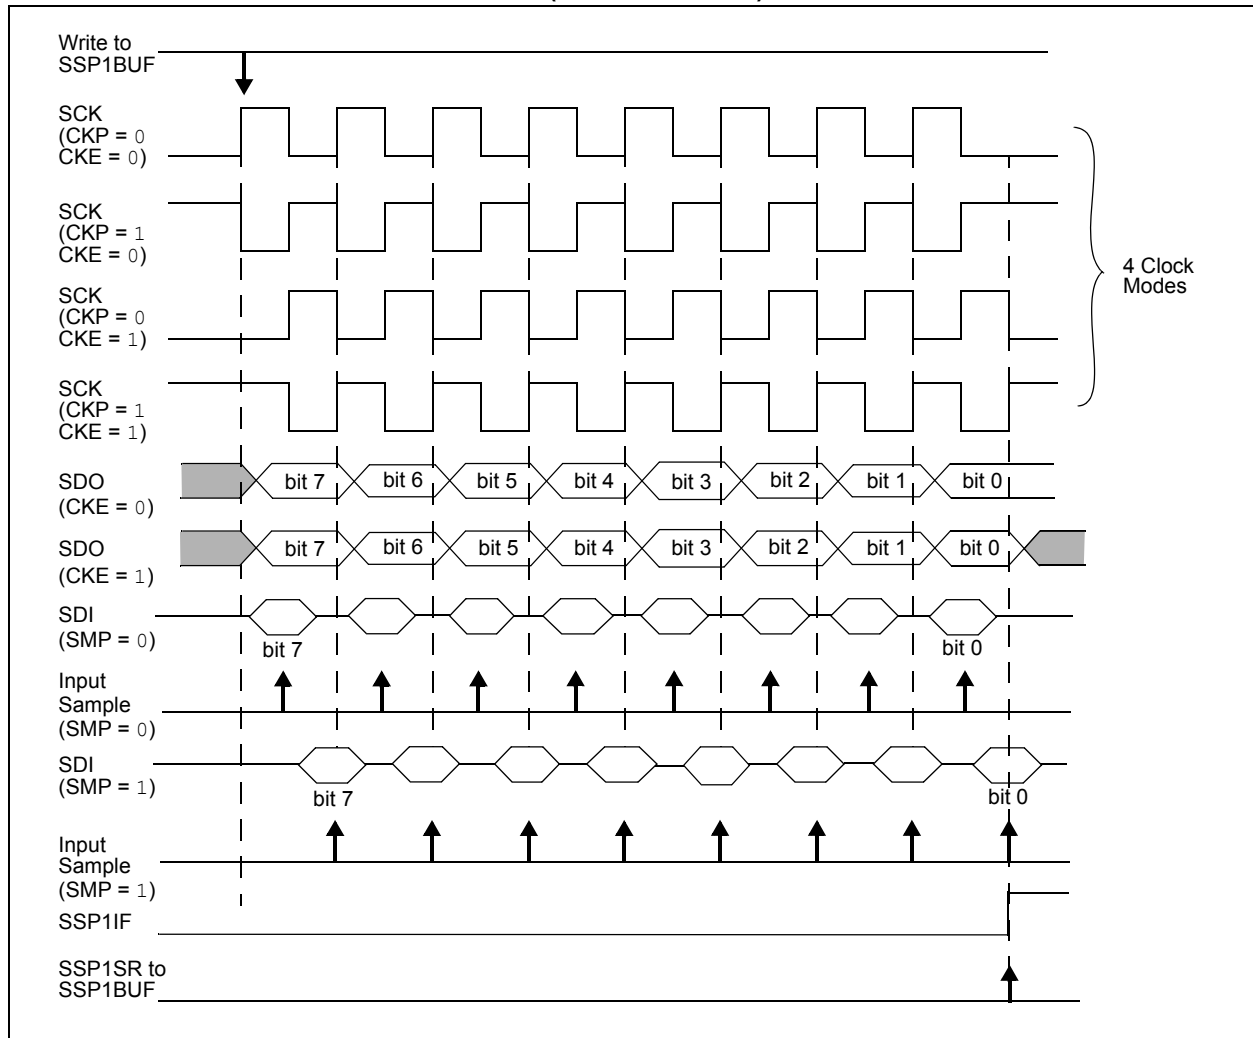 Write to
SSP1BUF
SCK
(CKP = 0
CKE = 0)
SCK
(CKP = 1
CKE = 0)
4 Clock
Modes
SCK
(CKP = 0
CKE = 1)
SCK
(CKP = 1
CKE = 1)
SDO
(CKE = 0)
bit 7 bit 6 bit 5 bit 4 bit 3 bit 2 bit 1 bit 0
SDO
(CKE = 1)
bit 7 bit 6 bit 5 bit 4 bit 3 bit 2 bit 1 bit 0
SDI
(SMP = 0)
bit 7 bit 0
Input
Sample
(SMP = 0)
SDI
(SMP = 1)
bit 7 bit 0
Input
Sample
(SMP = 1)
SSP1IF
SSP1SR to
SSP1BUF